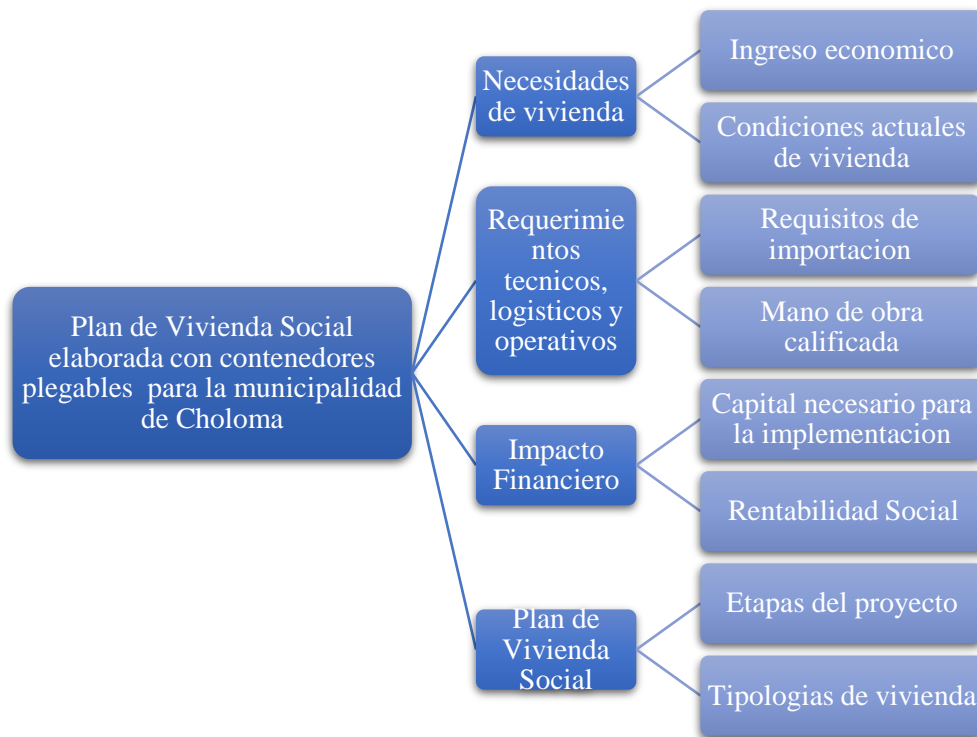 Plan de Vivienda Social
elaborada con contenedores
plegables para la municipalidad
de Choloma
Necesidades
de vivienda
Ingreso economico
Condiciones actuales
de vivienda
Requerimie
ntos
tecnicos,
logisticos y
operativos
Requisitos de
importacion
Mano de obra
calificada
Impacto
Financiero
Capital necesario para
la implementacion
Rentabilidad Social
Plan de
Vivienda
Social
Etapas del proyecto
Tipologias de vivienda